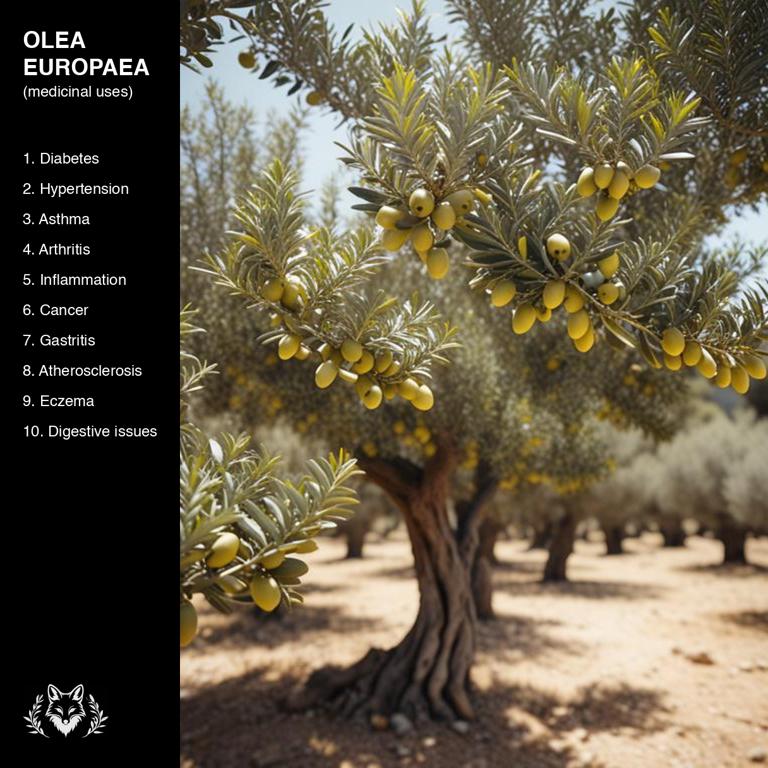 OLEA
EUROPAEA
(medicinal uses)
1. Diabetes
2. Hypertension
3. Asthma
4. Arthritis
5. Inflammation
6. Cancer
7. Gastritis
8. Atherosclerosis
9. Eczema
10. Digestive issues